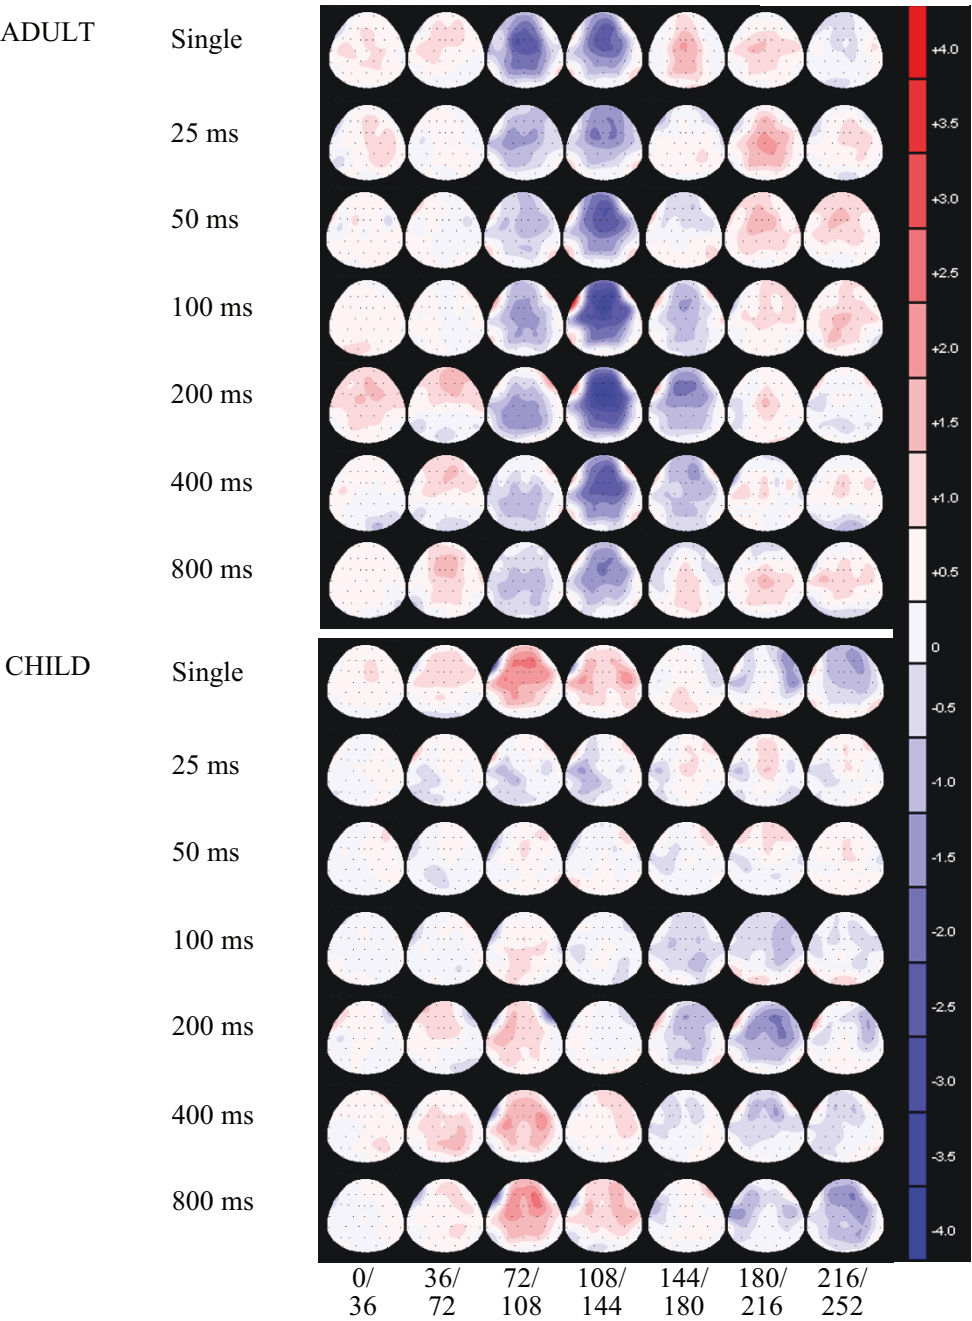 ADULT
Single
25 ms
50 ms
100 ms
200 ms
400 ms
800 ms
CHILD
Single
25 ms
50 ms
100 ms
200 ms
400 ms
800 ms
0/ 36/ 72/ 108/ 144/ 180/ 216/
36 72 108 144 180 216 252
+4.0
+3.5
+3.0
+2.5
+2.0
+1.5
+1.0
+0.5
0
-0.5
-1.0
-1.5
-2.0
-2.5
-3.0
-3.5
-4.0